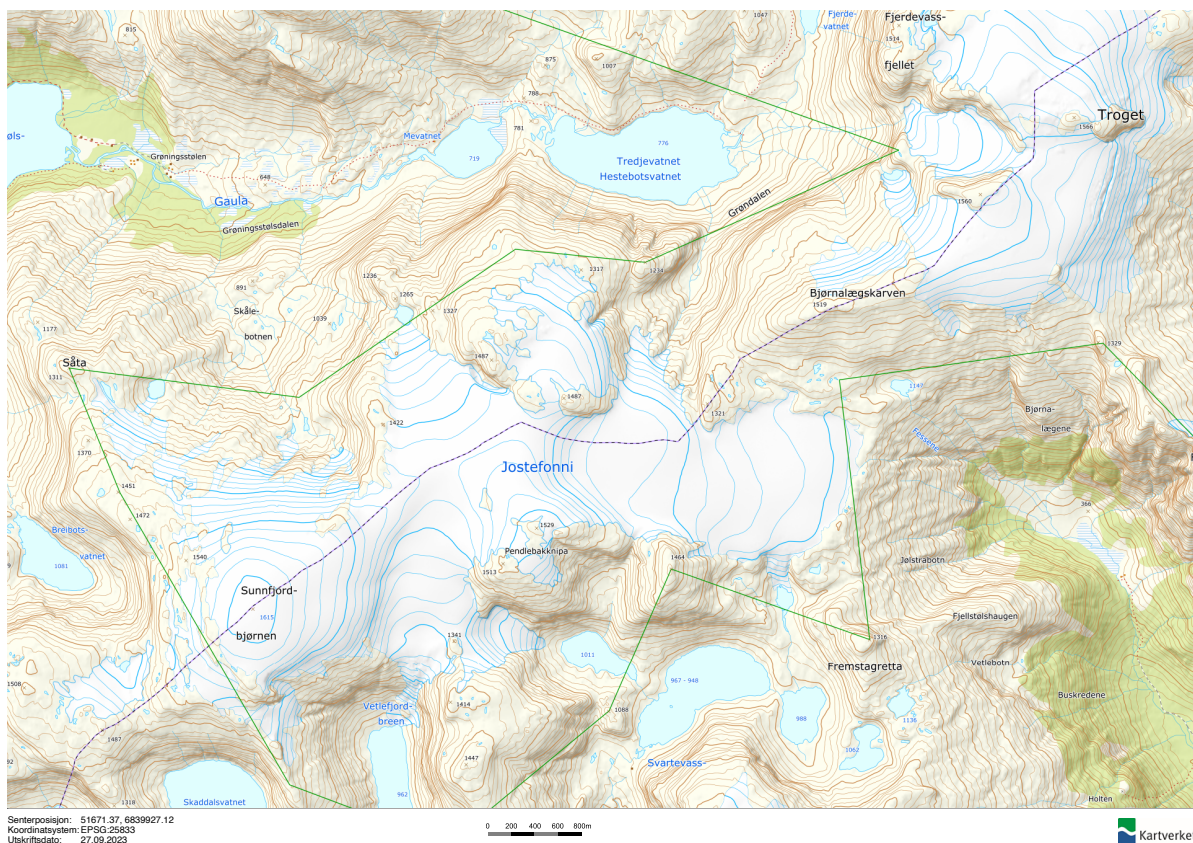 815
1047
Fjerde-
vatnet
Fjerdevass-
fjellet
1514
875
1007
788
781
Mevatnet
719
776
Tredjevatnet
Hestebotsvatnet
Troget
1566
øls-
Grøningsstølen
648
Gaula
Grøningsstølsdalen
Grøndalen
1560
1236
1317
1234
891
1265
Bjørnalægskarven
1519
Skåle-
botnen
1039
1327
1177
Såta
1311
1487
1329
1147
1487
1321
Bjørna-
lægene
1422
Fessene
1370
Jostefonni
1451
366
1472
1529
Breibots-
vatnet
1540
Pendlebakknipa
1464
Jølstrabotn
1081
1513
Sunnfjord-
bjørnen
1615
Fjellstølshaugen
1341
1316
1011
Fremstagretta
Vetlebotn
967 - 948
1508
Buskredene
Vetlefjord-
breen
1414
1088
988
1136
1487
1062
92
1447
Svartevass-
1318
Skaddalsvatnet
962
Holten
Senterposisjon: 51671.37, 6839927.12
Koordinatsystem: EPSG:25833
Utskriftsdato: 27.09.2023
0 200 400 600 800m
Kartverket